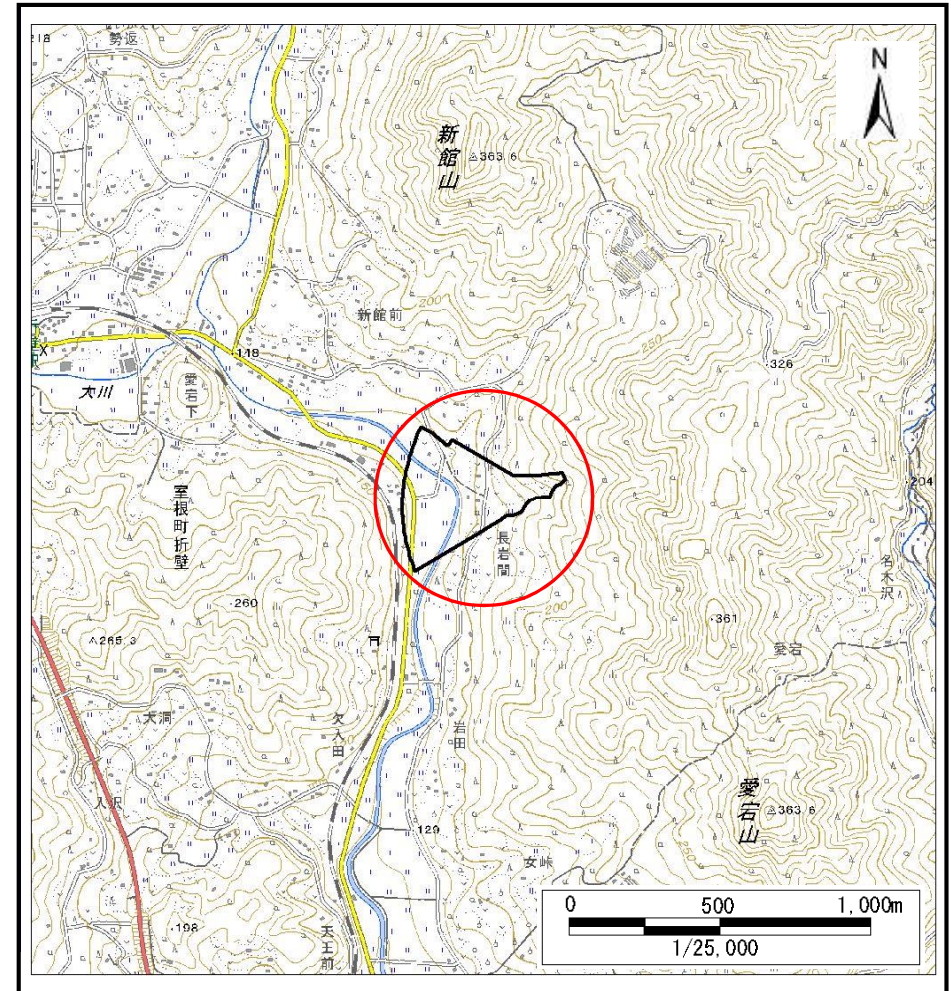 勢返
N
新館山
363.6
新館前
200
250
326
148
大川
愛宕下
204
室根町折壁
長岩間
名木沢
200
260
361
265.3
愛宕
大洞
欠入田
岩田
愛宕山
363.6
入沢
129
250
女峠
198
天王前
0 500 1,000m
1/25,000